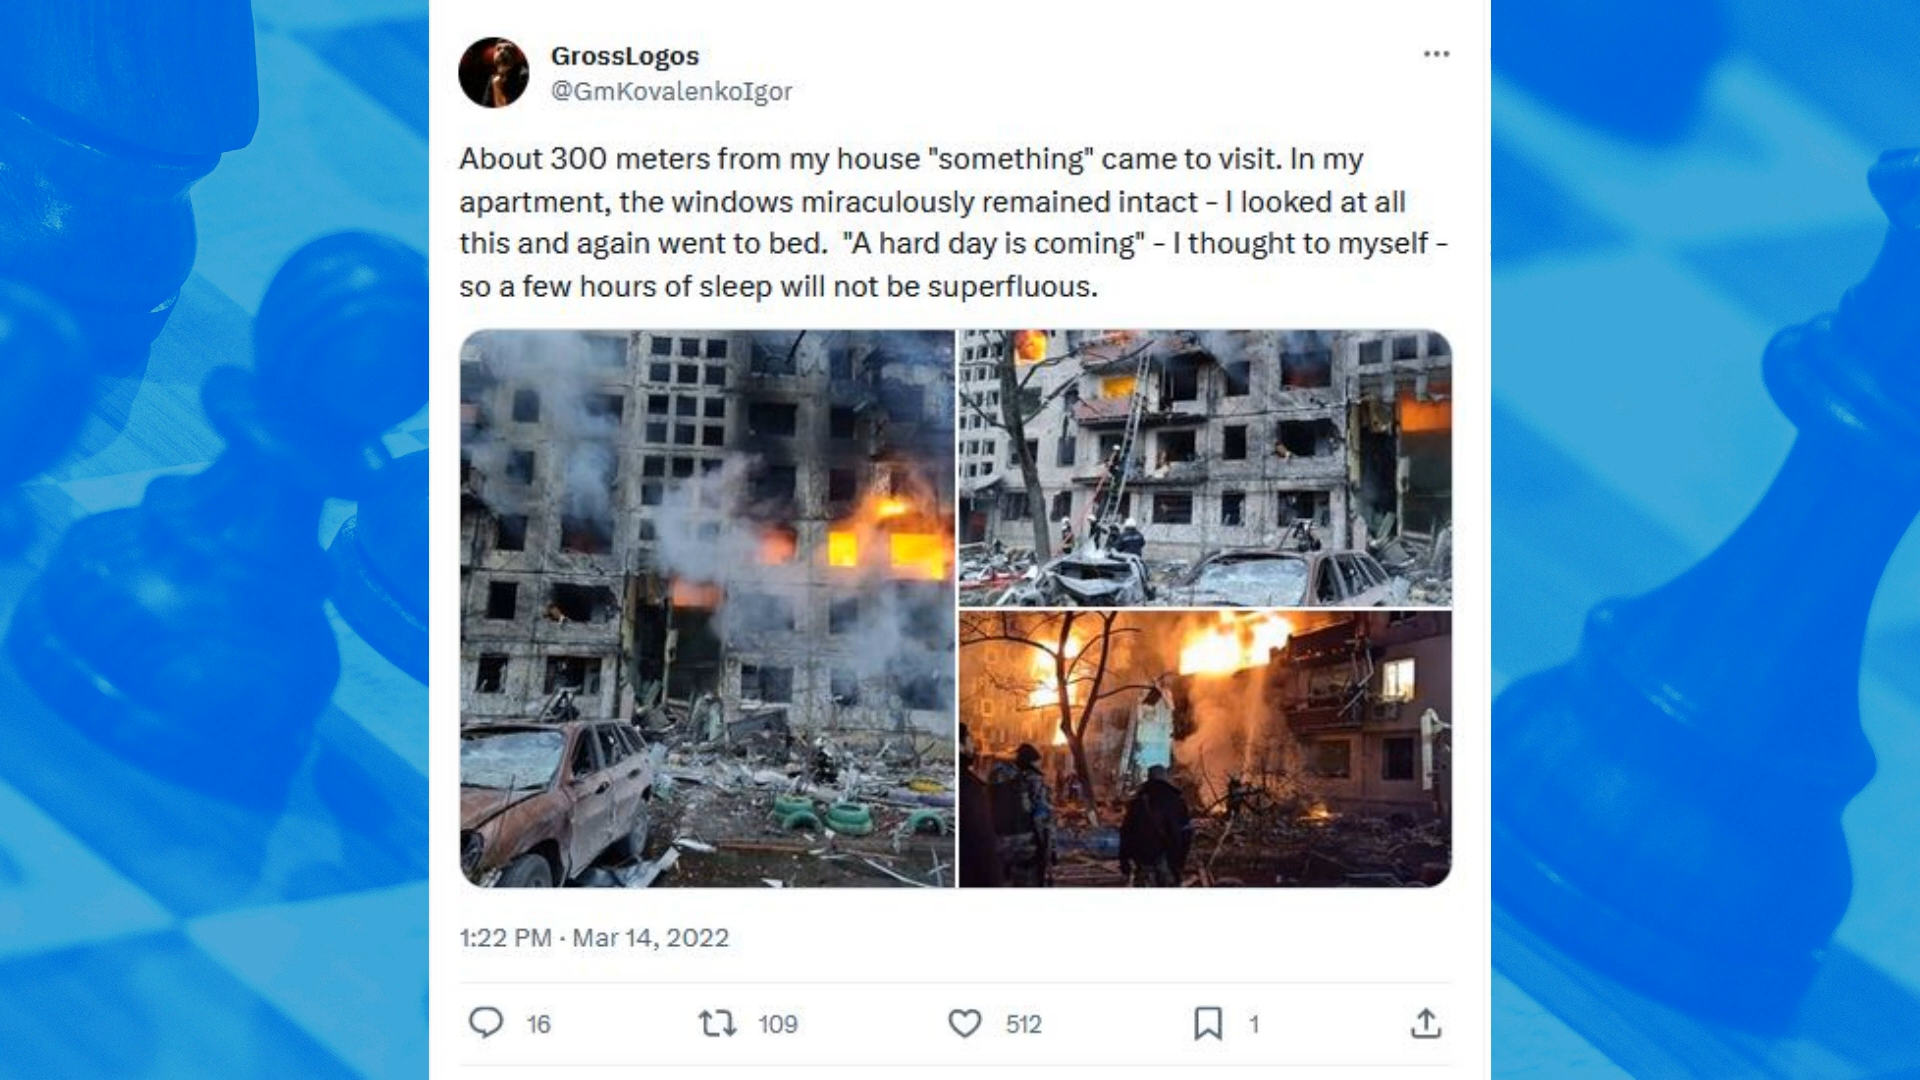 GrossLogos
@GmKovalenkoIgor
About 300 meters from my house "something" came to visit. In my
apartment, the windows miraculously remained intact - I looked at all
this and again went to bed.  "A hard day is coming" - I thought to myself -
so a few hours of sleep will not be superfluous.
1:22 PM · Mar 14, 2022
16 109 512 1